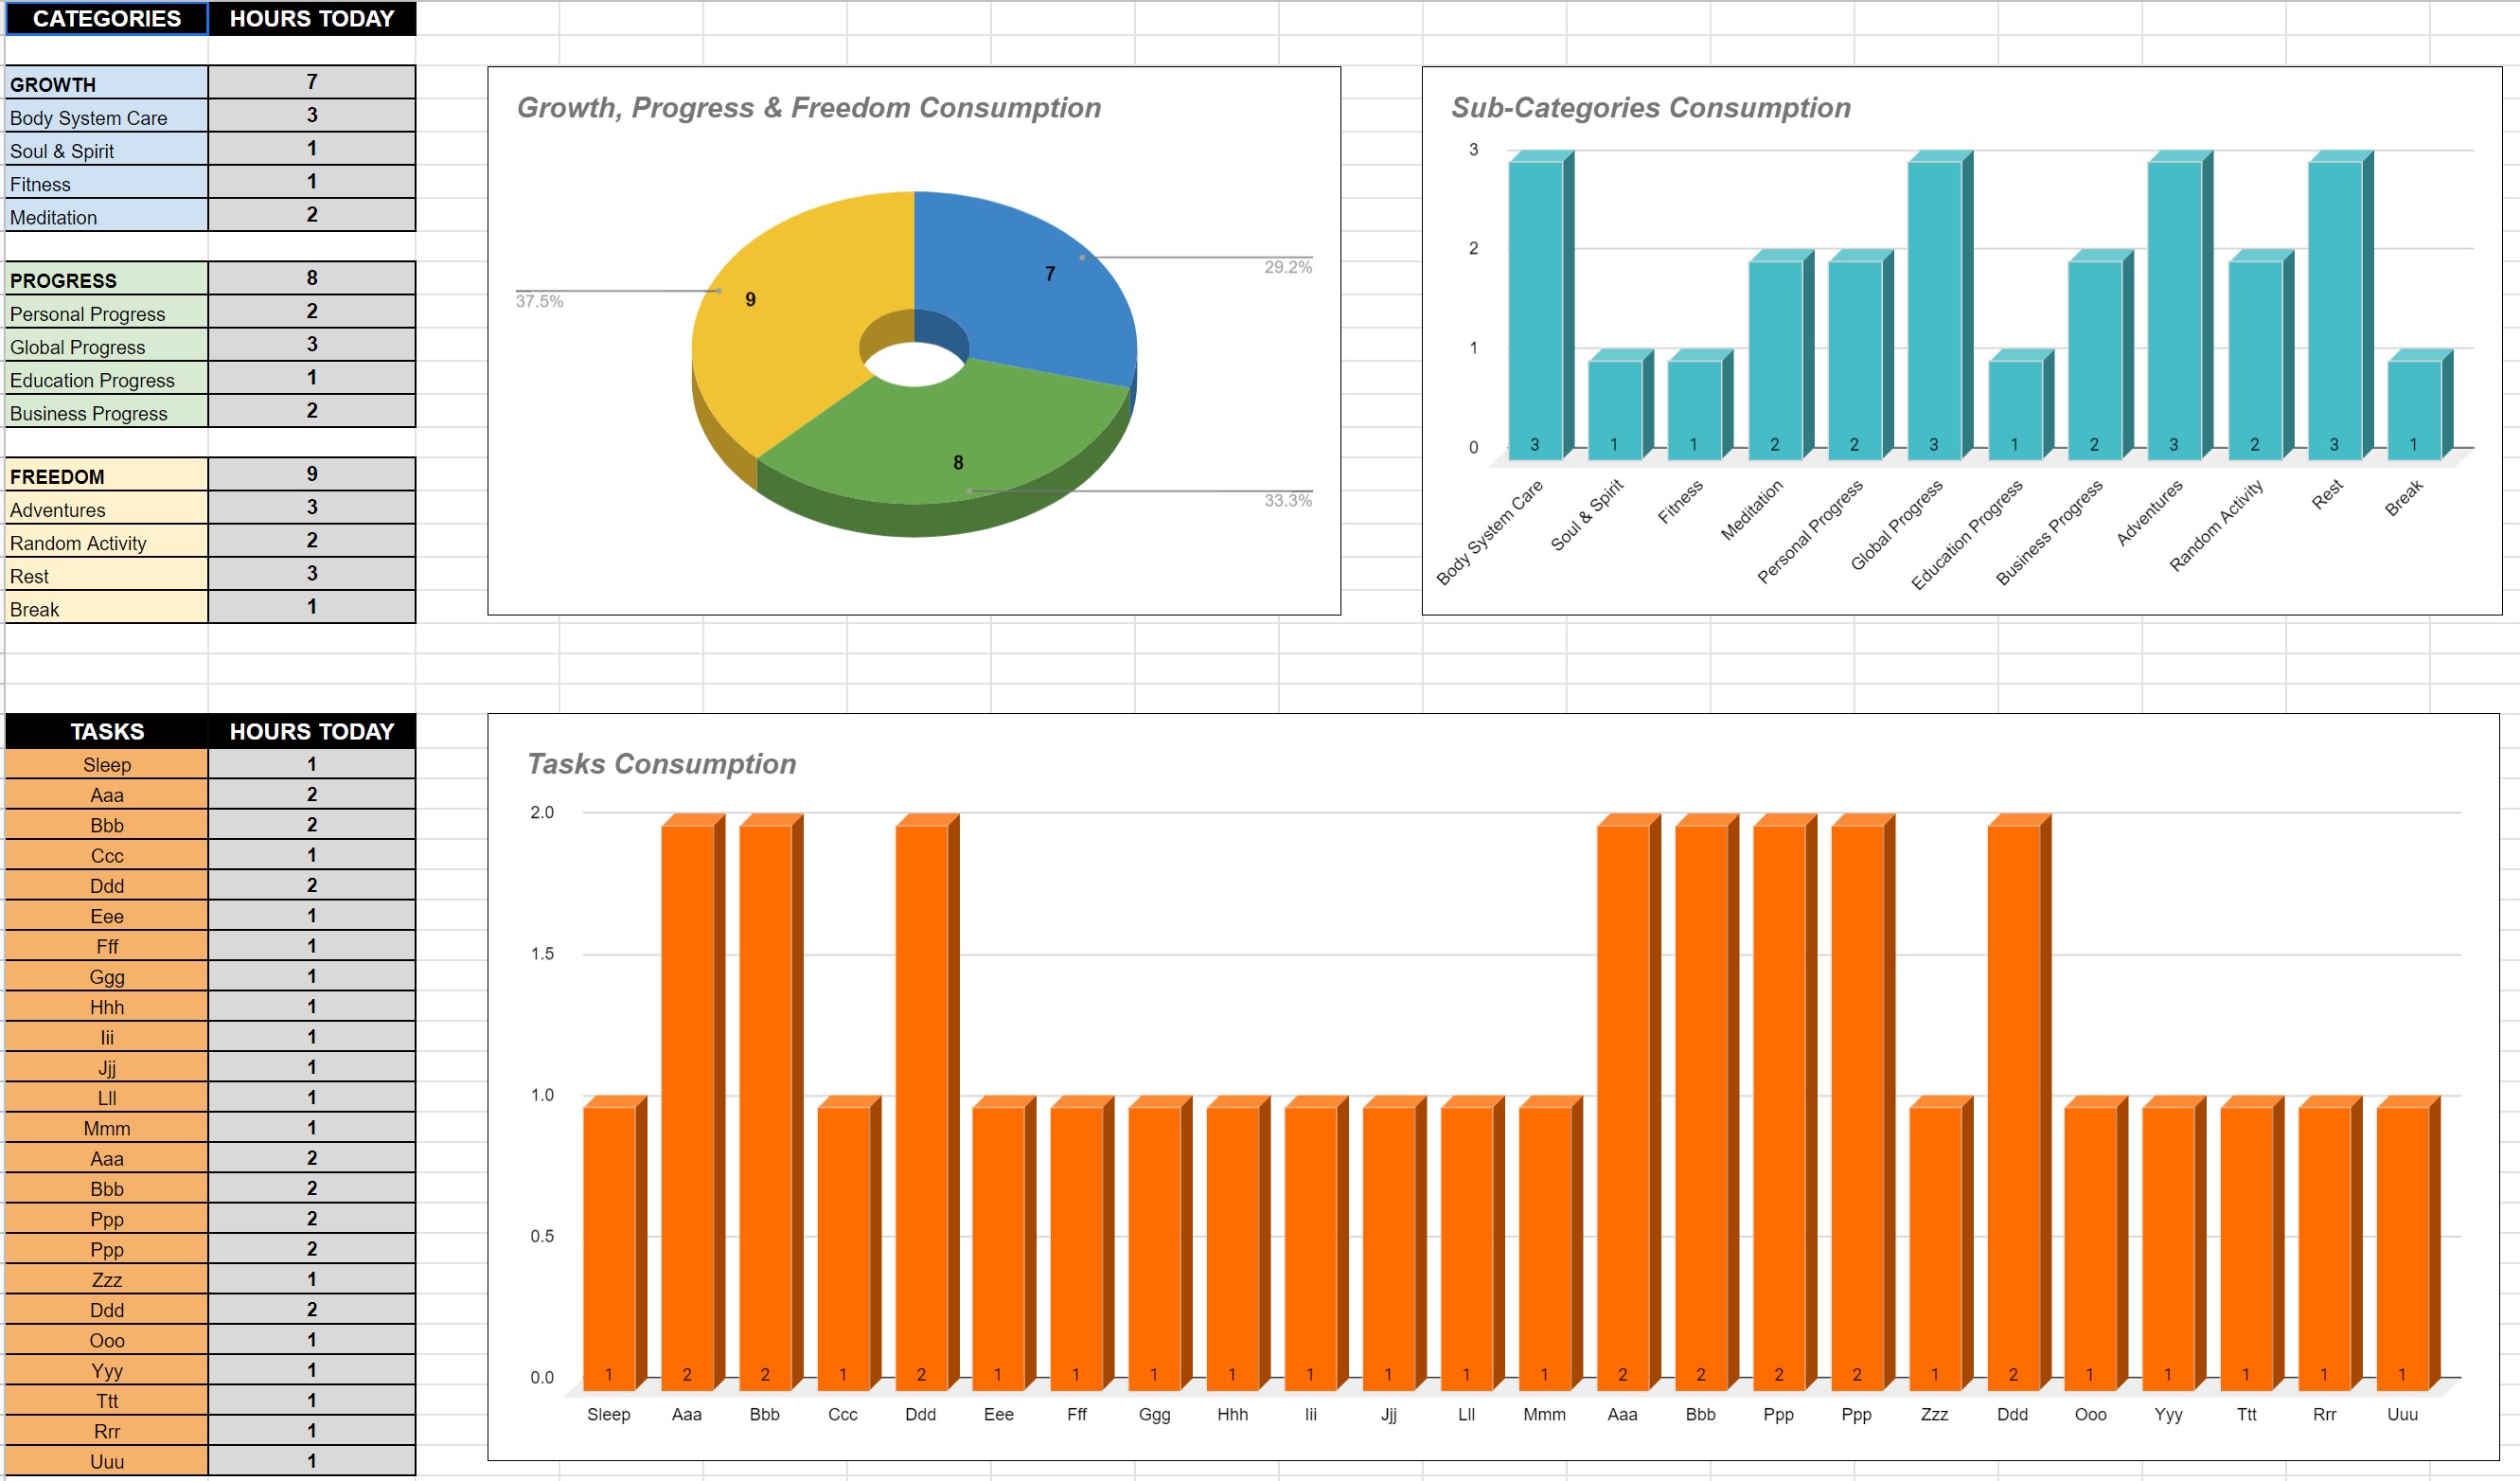 CATEGORIES HOURS TODAY
GROWTH 7
Body System Care 3
Soul & Spirit 1
Fitness 1
Meditation 2
PROGRESS 8
Personal Progress 2
Global Progress 3
Education Progress 1
Business Progress 2
FREEDOM 9
Adventures 3
Random Activity 2
Rest 3
Break 1
Growth, Progress & Freedom Consumption
7
29.2%
37.5%
9
8
33.3%
Sub-Categories Consumption
3
2
1
0
3 1 1 2 2 3 1 2 3 2 3 1
Body System Care
Soul & Spirit
Fitness
Meditation
Personal Progress
Global Progress
Education Progress
Business Progress
Adventures
Random Activity
Rest
Break
TASKS HOURS TODAY
Sleep 1
Aaa 2
Bbb 2
Ccc 1
Ddd 2
Eee 1
Fff 1
Ggg 1
Hhh 1
Iii 1
Jjj 1
Lll 1
Mmm 1
Aaa 2
Bbb 2
Ppp 2
Ppp 2
Zzz 1
Ddd 2
Ooo 1
Yyy 1
Ttt 1
Rrr 1
Uuu 1
Tasks Consumption
2.0
1.5
1.0
0.5
0.0
1 2 2 1 2 1 1 1 1 1 1 1 1 2 2 2 2 1 2 1 1 1 1 1
Sleep Aaa Bbb Ccc Ddd Eee Fff Ggg Hhh Iii Jjj Lll Mmm Aaa Bbb Ppp Ppp Zzz Ddd Ooo Yyy Ttt Rrr Uuu